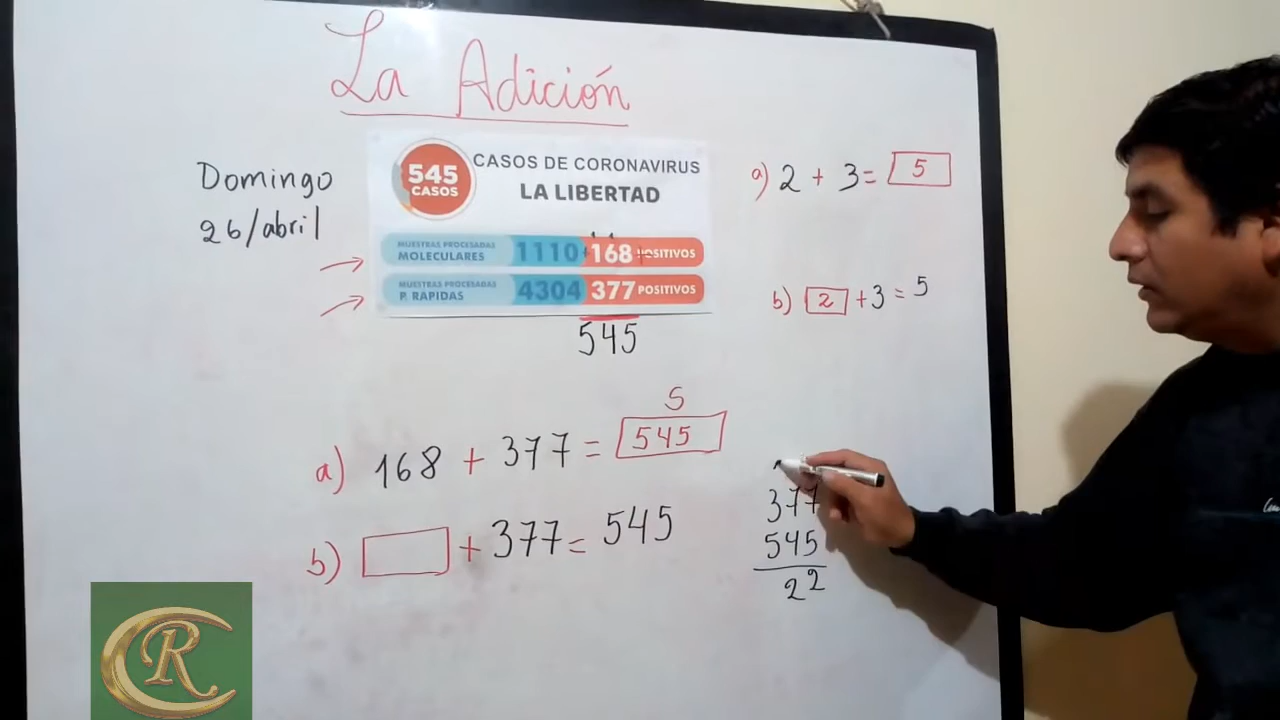 La Adición
Domingo
26/abril
545
CASOS
CASOS DE CORONAVIRUS
LA LIBERTAD
MUESTRAS PROCESADAS
MOLECULARES
1110 168 POSITIVOS
MUESTRAS PROCESADAS
P. RAPIDAS
4304 377 POSITIVOS
545
a) 2 + 3 = 5
b) 2 + 3 = 5
5
a) 168 + 377 = 545
b) + 377 = 545
377
545
22
CR